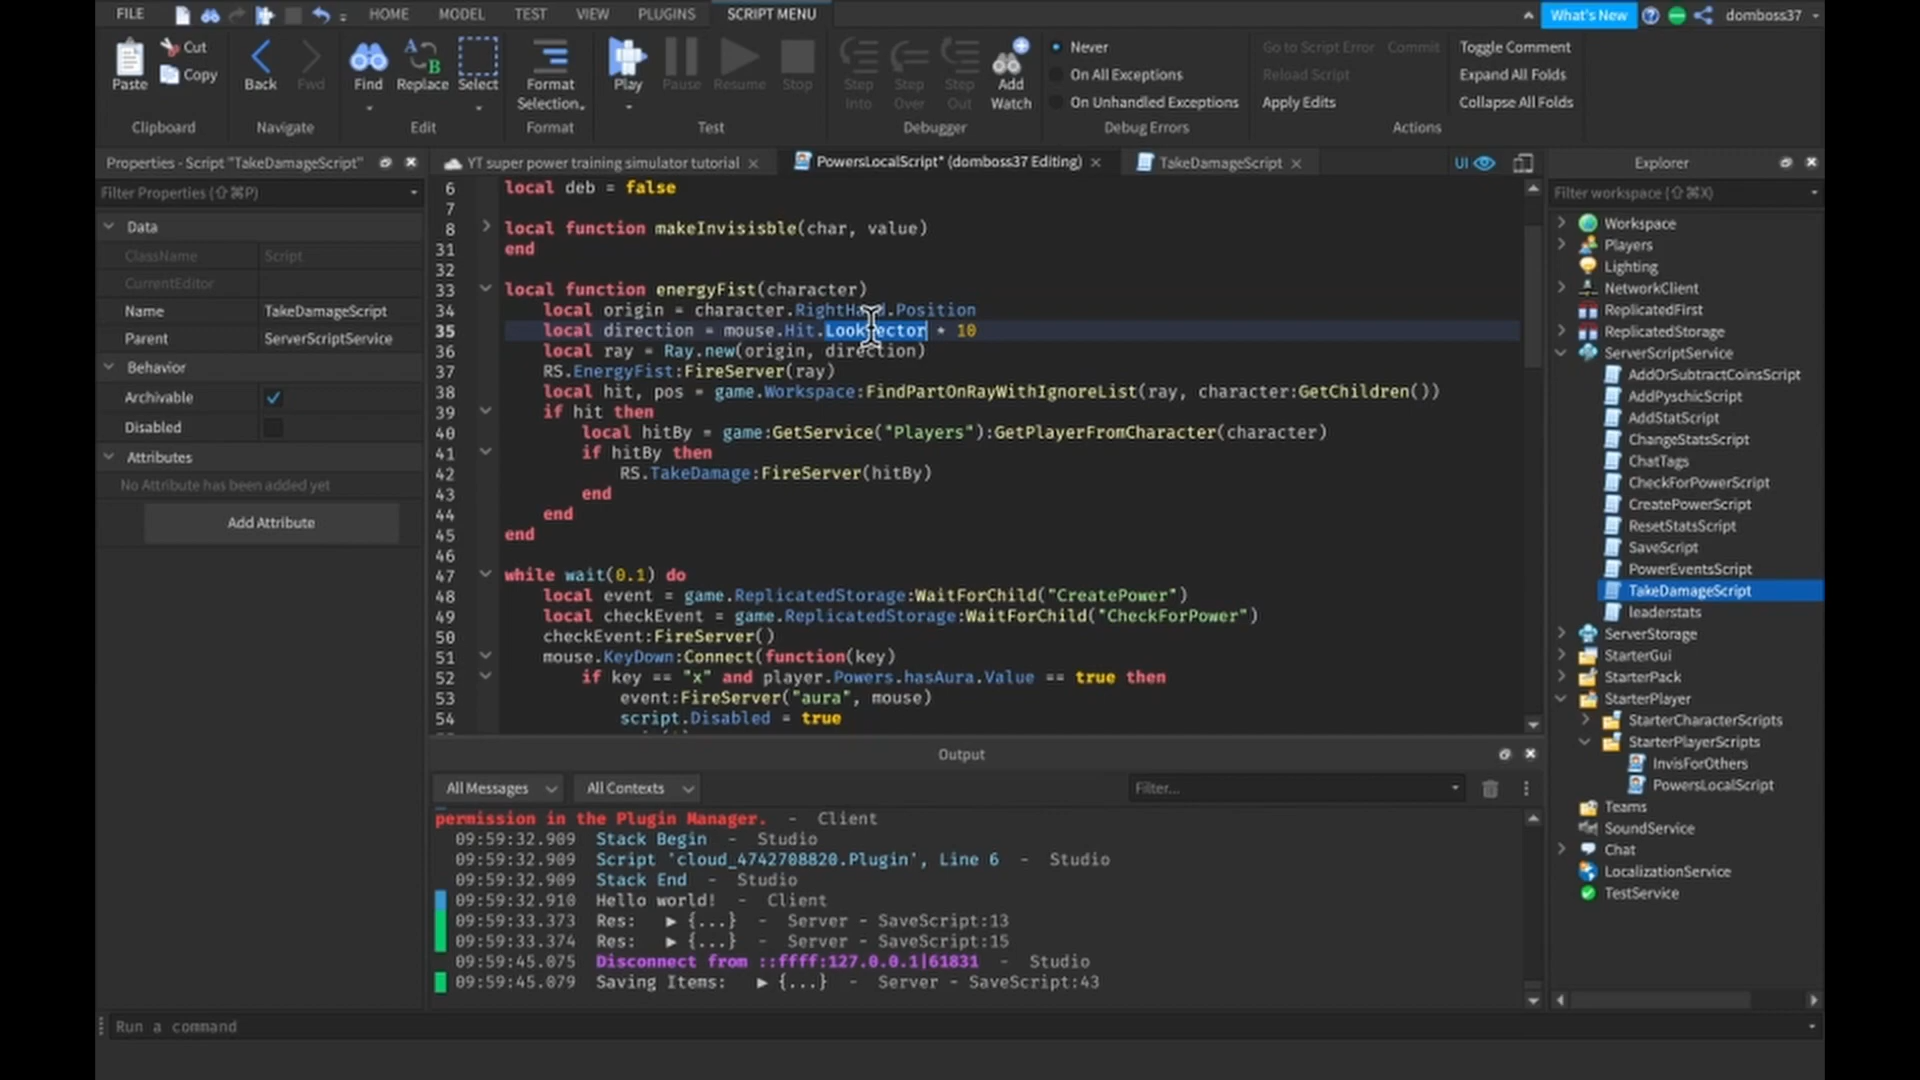 FILE HOME MODEL TEST VIEW PLUGINS SCRIPT MENU What's New domboss37
Paste Cut Copy Back Fwd Find Replace Select Format Selection Play Pause Resume Stop Step Into Step Over Step Out Add Watch Never On All Exceptions On Unhandled Exceptions Go to Script Error Commit Reload Script Apply Edits Toggle Comment Expand All Folds Collapse All Folds
Clipboard Navigate Edit Format Test Debugger Debug Errors Actions
Properties - Script "TakeDamageScript"
Filter Properties (⇧⌘P)
Data
ClassName Script
CurrentEditor
Name TakeDamageScript
Parent ServerScriptService
Behavior
Archivable
Disabled
Attributes
No Attribute has been added yet
Add Attribute
YT super power training simulator tutorial PowersLocalScript* (domboss37 Editing) TakeDamageScript UI
6 local deb = false
7
8 local function makeInvisisble(char, value)
31 end
32
33 local function energyFist(character)
34 local origin = character.RightHand.Position
35 local direction = mouse.Hit.LookVector * 10
36 local ray = Ray.new(origin, direction)
37 RS.EnergyFist:FireServer(ray)
38 local hit, pos = game.Workspace:FindPartOnRayWithIgnoreList(ray, character:GetChildren())
39 if hit then
40 local hitBy = game:GetService("Players"):GetPlayerFromCharacter(character)
41 if hitBy then
42 RS.TakeDamage:FireServer(hitBy)
43 end
44 end
45 end
46
47 while wait(0.1) do
48 local event = game.ReplicatedStorage:WaitForChild("CreatePower")
49 local checkEvent = game.ReplicatedStorage:WaitForChild("CheckForPower")
50 checkEvent:FireServer()
51 mouse.KeyDown:Connect(function(key)
52 if key == "x" and player.Powers.hasAura.Value == true then
53 event:FireServer("aura", mouse)
54 script.Disabled = true
Output
All Messages All Contexts Filter...
permission in the Plugin Manager. - Client
09:59:32.909 Stack Begin - Studio
09:59:32.909 Script 'cloud_4742708820.Plugin', Line 6 - Studio
09:59:32.909 Stack End - Studio
09:59:32.910 Hello world! - Client
09:59:33.373 Res: ▶ {...} - Server - SaveScript:13
09:59:33.374 Res: ▶ {...} - Server - SaveScript:15
09:59:45.075 Disconnect from ::ffff:127.0.0.1|61831 - Studio
09:59:45.079 Saving Items: ▶ {...} - Server - SaveScript:43
Run a command
Explorer
Filter workspace (⇧⌘X)
Workspace
Players
Lighting
NetworkClient
ReplicatedFirst
ReplicatedStorage
ServerScriptService
AddOrSubtractCoinsScript
AddPyschicScript
AddStatScript
ChangeStatsScript
ChatTags
CheckForPowerScript
CreatePowerScript
ResetStatsScript
SaveScript
PowerEventsScript
TakeDamageScript
leaderstats
ServerStorage
StarterGui
StarterPack
StarterPlayer
StarterCharacterScripts
StarterPlayerScripts
InvisForOthers
PowersLocalScript
Teams
SoundService
Chat
LocalizationService
TestService